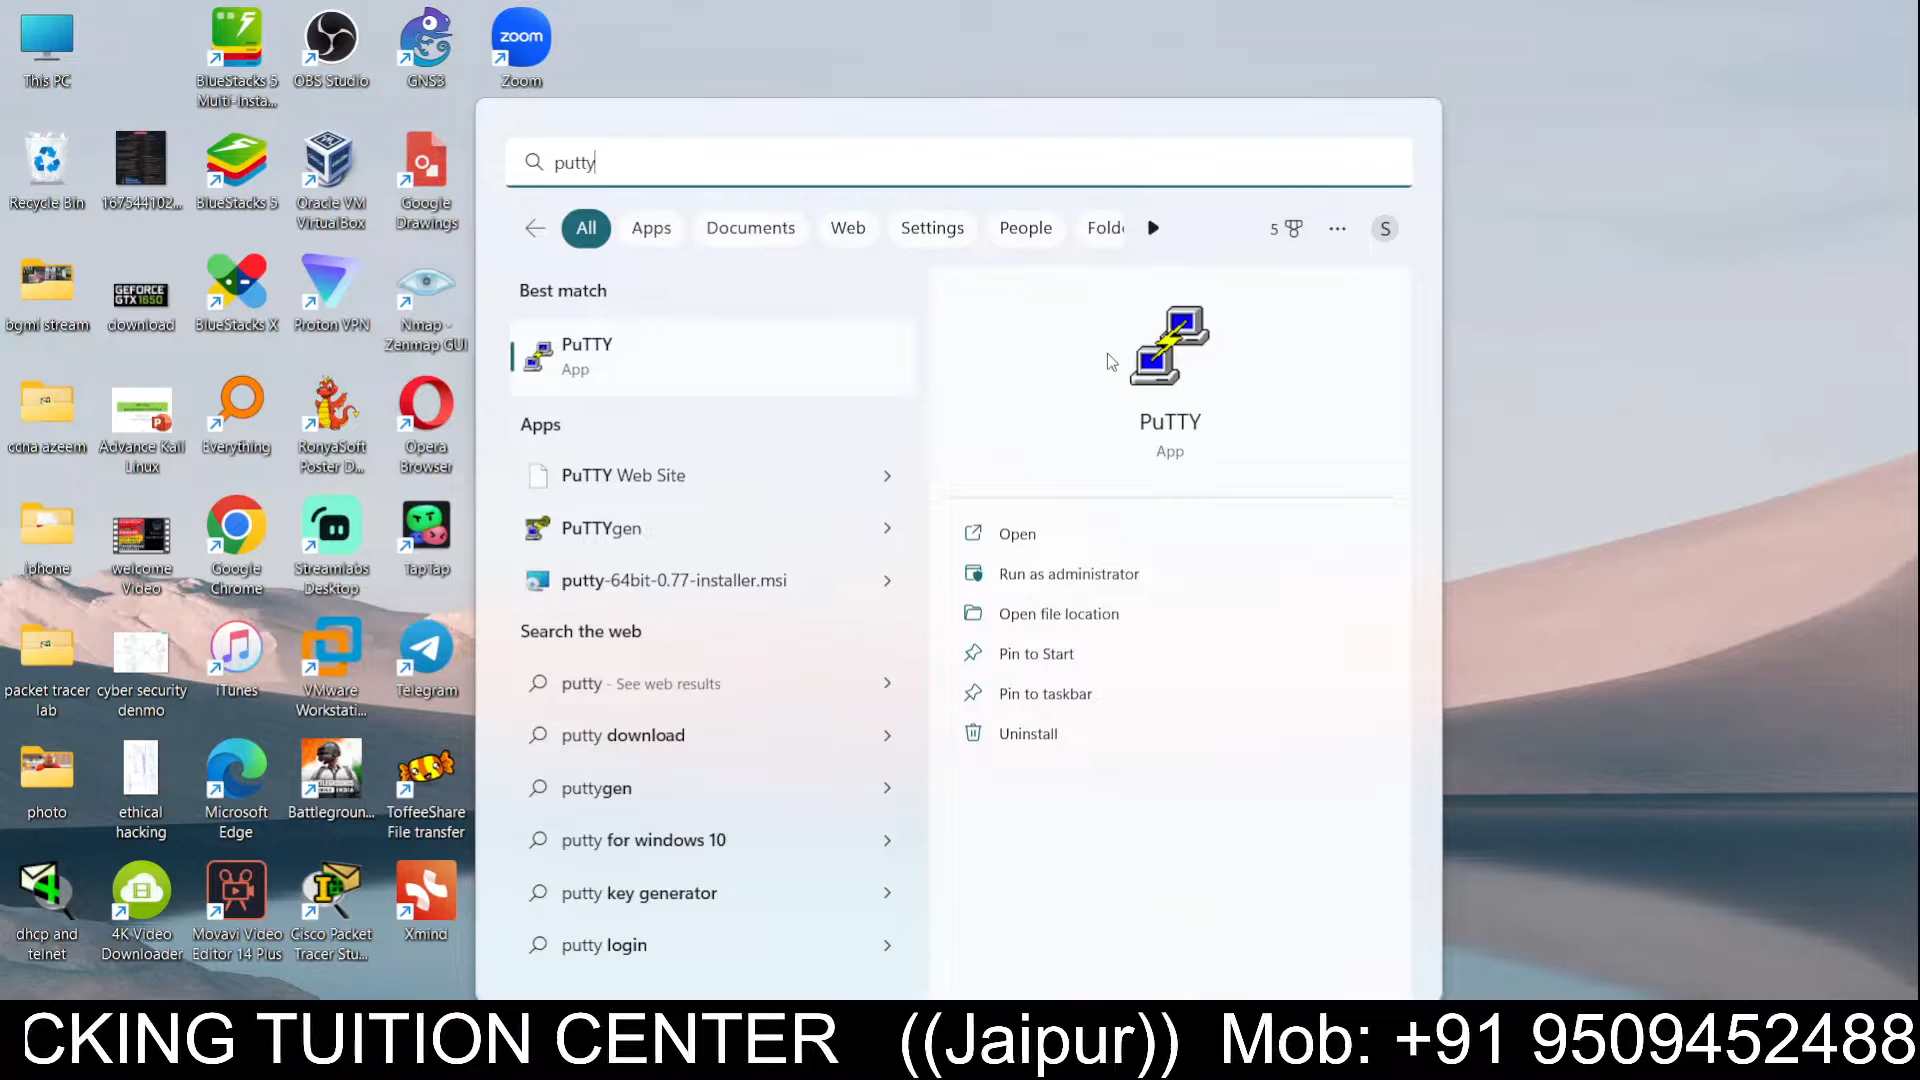 This PC
BlueStacks 5
Multi-Insta...
OBS Studio
GNS3
zoom
Zoom
Recycle Bin
167544102...
BlueStacks 5
Oracle VM
VirtualBox
Google
Drawings
bgmi stream
GEFORCE
GTX 1650
download
BlueStacks X
Proton VPN
Nmap -
Zenmap GUI
ccna azeem
Advance Kali
Linux
Everything
RonyaSoft
Poster D...
Opera
Browser
iphone
welcome
Video
Google
Chrome
Streamlabs
Desktop
TapTap
packet tracer
lab
cyber security
denmo
iTunes
VMware
Workstati...
Telegram
photo
ethical
hacking
Microsoft
Edge
Battlegroun...
ToffeeShare
File transfer
dhcp and
telnet
4K Video
Downloader
Movavi Video
Editor 14 Plus
Cisco Packet
Tracer Stu...
Xmind
putty
All
Apps
Documents
Web
Settings
People
Folde
5
S
Best match
PuTTY
App
Apps
PuTTY Web Site
PuTTYgen
putty-64bit-0.77-installer.msi
Search the web
putty - See web results
putty download
puttygen
putty for windows 10
putty key generator
putty login
PuTTY
App
Open
Run as administrator
Open file location
Pin to Start
Pin to taskbar
Uninstall
CKING TUITION CENTER ((Jaipur)) Mob: +91 9509452488